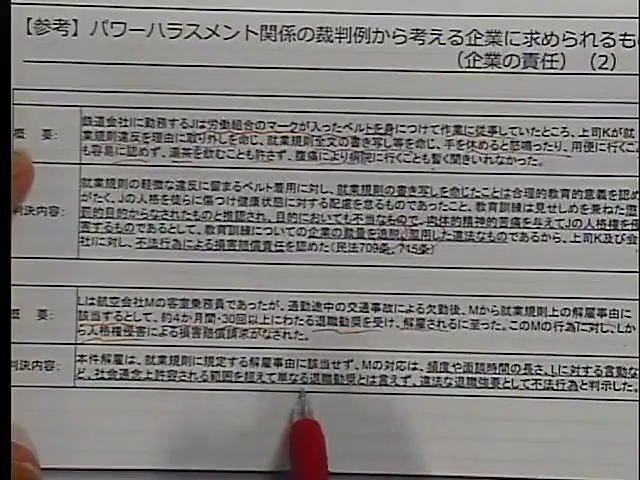 【参考】パワーハラスメント関係の裁判例から考える企業に求められるも
（企業の責任）（2）
概　要：
鉄道会社Iに勤務するJは労働組合のマークが入ったベルトを身につけて作業に従事していたところ、上司Kが就
業規則違反を理由に取り外しを命じ、就業規則全文の書き写し等を命じ、手を休めると怒鳴ったり、用便に行くこ
も容易に認めず、湯茶を飲むことも許さず、腹痛により病院に行くことも暫く聞きいれなかった。
判決内容：
就業規則の軽微な違反に留まるベルト着用に対し、就業規則の書き写しを命じたことは合理的教育的意義を認め
がたく、Jの人格を徒らに傷つけ健康状態に対する配慮を怠るものであったこと、教育訓練は見せしめを兼ねた懲
罰的目的からなされたものと推認され、目的においても不当なもので、肉体的精神的苦痛を与えてJの人格権を侵
害するものであるとして、教育訓練についての企業の裁量を逸脱、濫用した違法なものであるから、上司K及び会
社Iに対し、不法行為による損害賠償責任を認めた（民法709条、715条）
概　要：
Lは航空会社Mの客室乗務員であったが、通勤途中の交通事故による欠勤後、Mから就業規則上の解雇事由に
該当するとして、約4か月間・30回以上にわたる退職勧奨を受け、解雇されるに至った。このMの行為に対し、Lか
ら人格権侵害による損害賠償請求がなされた。
判決内容：
本件解雇は、就業規則に規定する解雇事由に該当せず、Mの対応は、頻度や面談時間の長さ、Lに対する言動な
ど、社会通念上許容される範囲を超えて単なる退職勧奨とは言えず、違法な退職強要として不法行為と判示した。